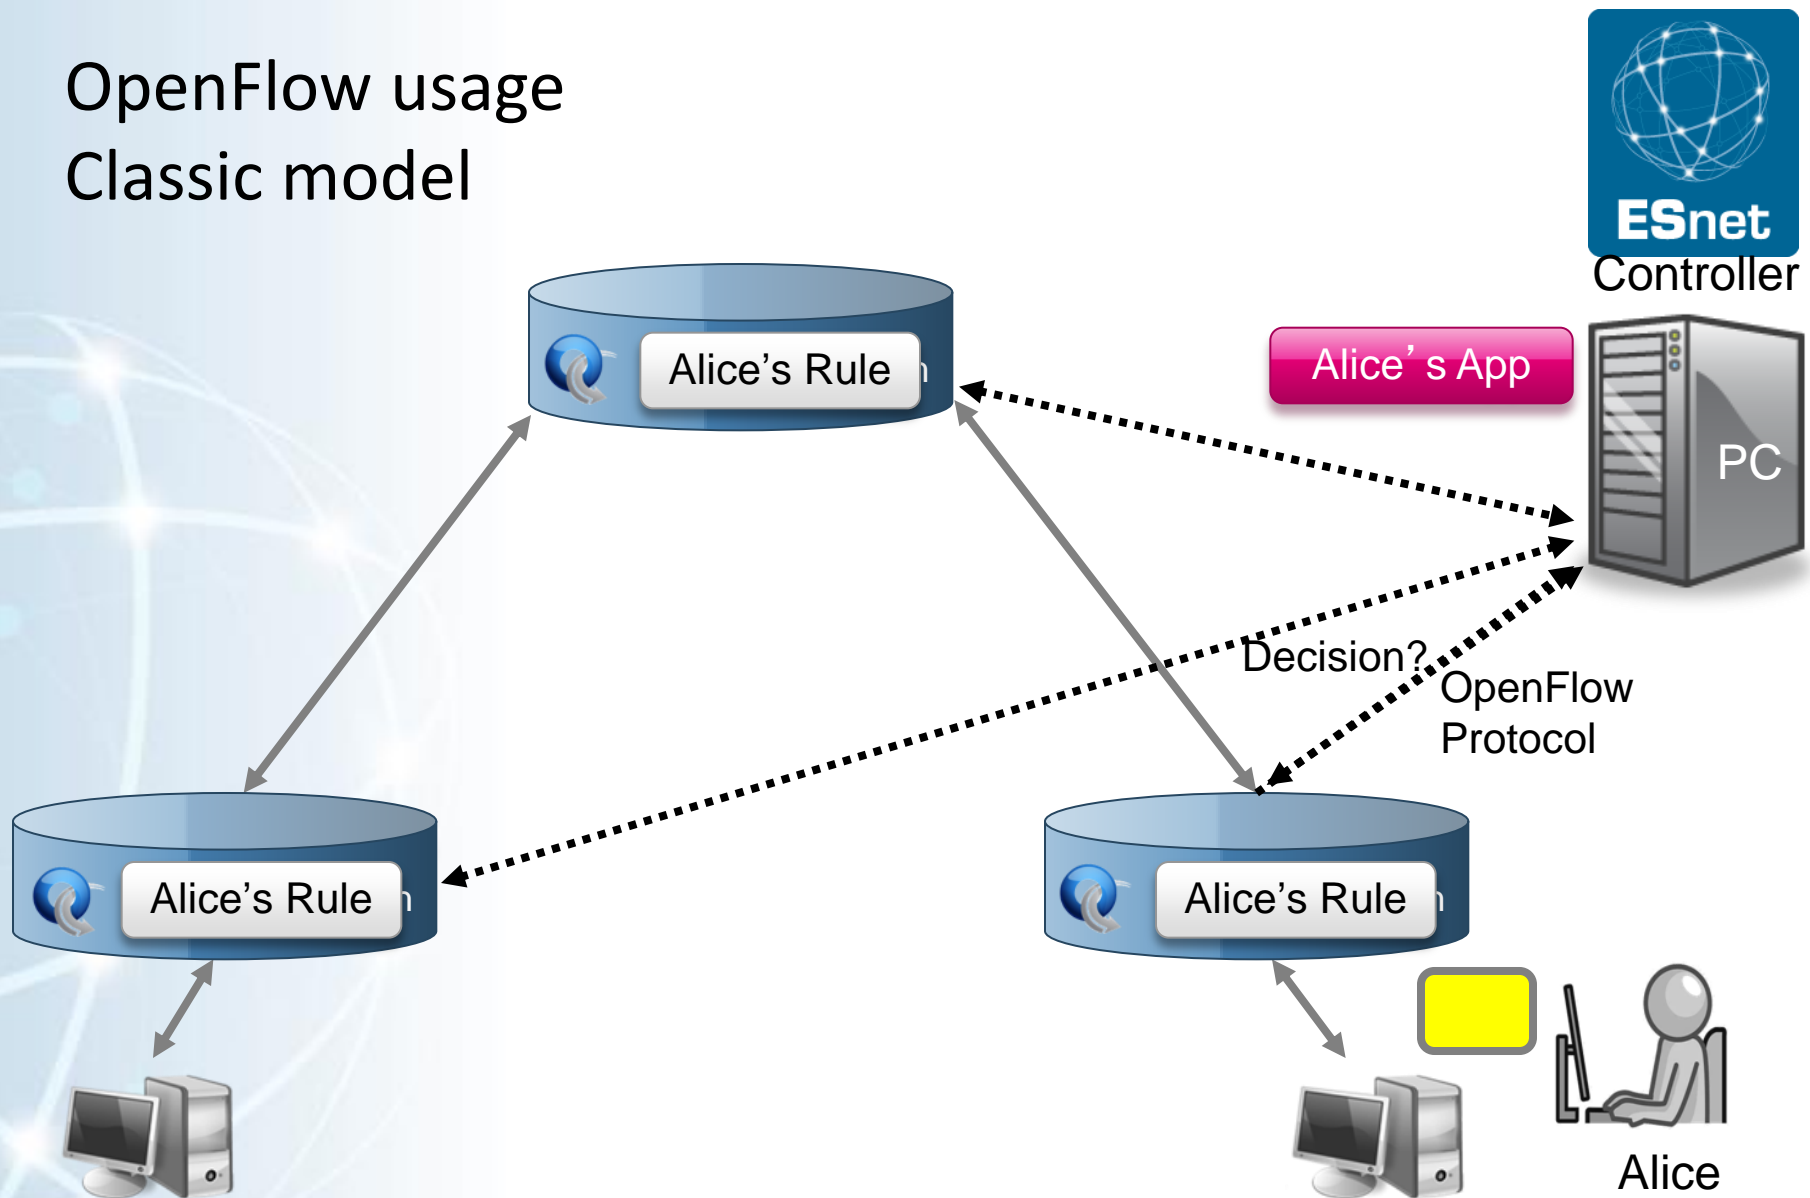 OpenFlow usage
Classic model
ESnet
Controller
Alice’s Rule
Alice’s App
PC
Decision?
OpenFlow
Protocol
Alice’s Rule
Alice’s Rule
Alice